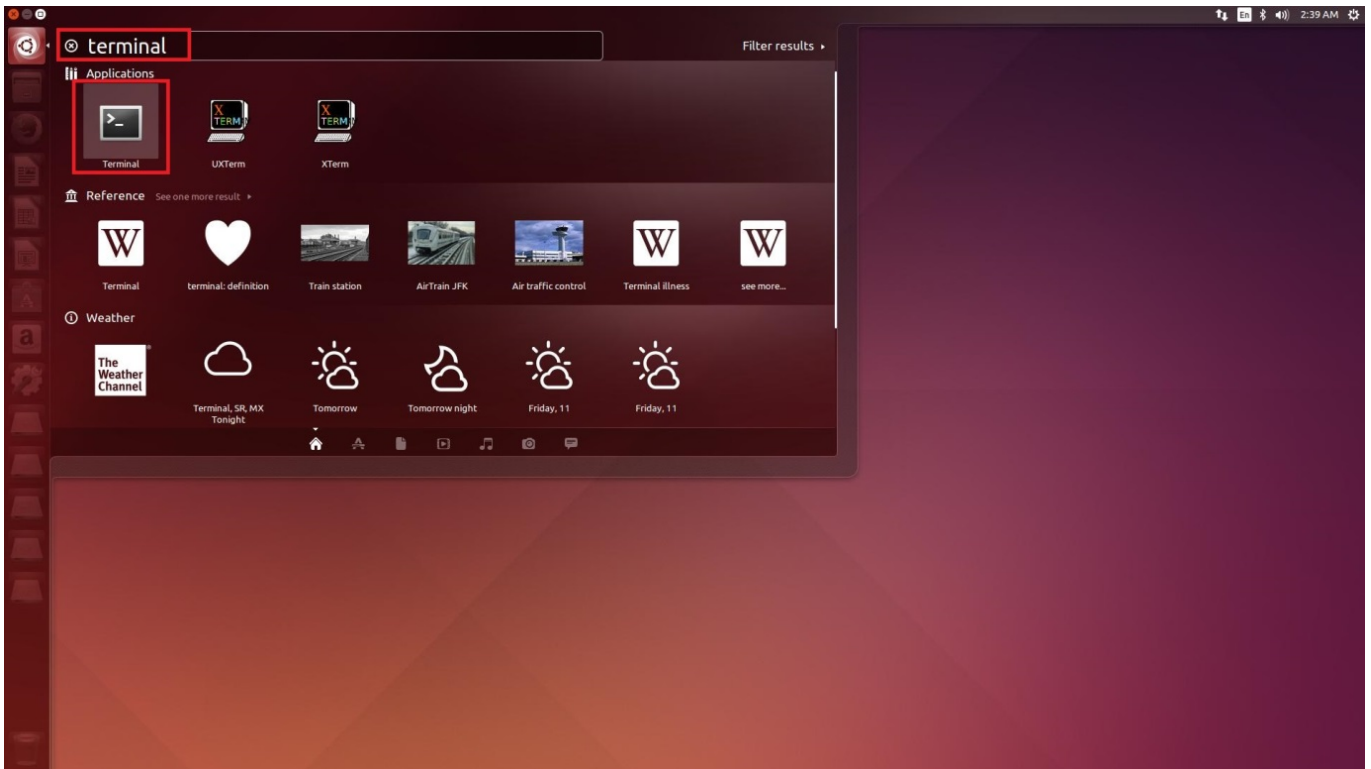 En 2:39 AM
terminal
Filter results
Applications
X TERM
X TERM
Terminal UXTerm XTerm
Reference See one more result
W W W
Terminal terminal: definition Train station AirTrain JFK Air traffic control Terminal illness see more...
Weather
The
Weather
Channel
Terminal, SR, MX Tomorrow Tomorrow night Friday, 11 Friday, 11
Tonight
a